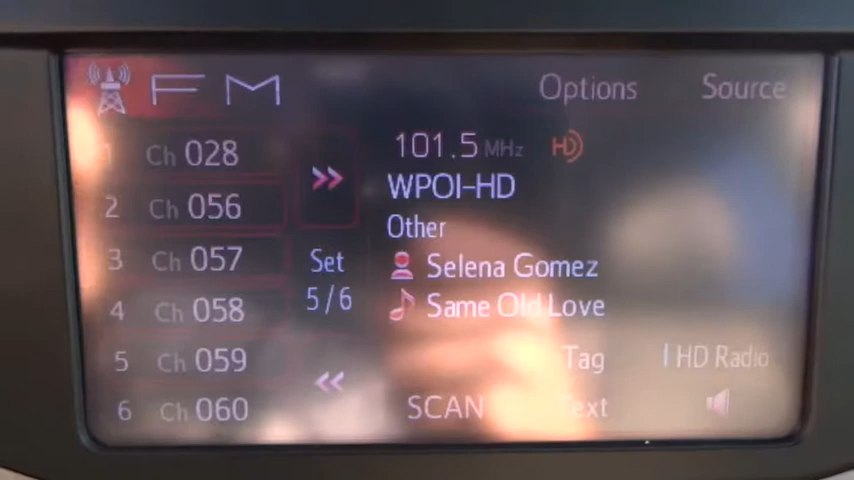 FM Options Source
1 Ch 028
2 Ch 056
3 Ch 057
4 Ch 058
5 Ch 059
6 Ch 060
Set
5/6
101.5 MHz HD
WPOI-HD
Other
Selena Gomez
Same Old Love
Tag HD Radio
SCAN Text